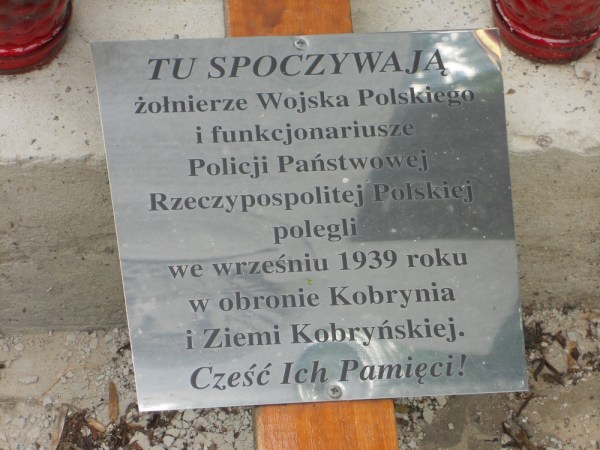 TU SPOCZYWAJĄ
żołnierze Wojska Polskiego
i funkcjonariusze
Policji Państwowej
Rzeczypospolitej Polskiej
polegli
we wrześniu 1939 roku
w obronie Kobrynia
i Ziemi Kobryńskiej.
Cześć Ich Pamięci!